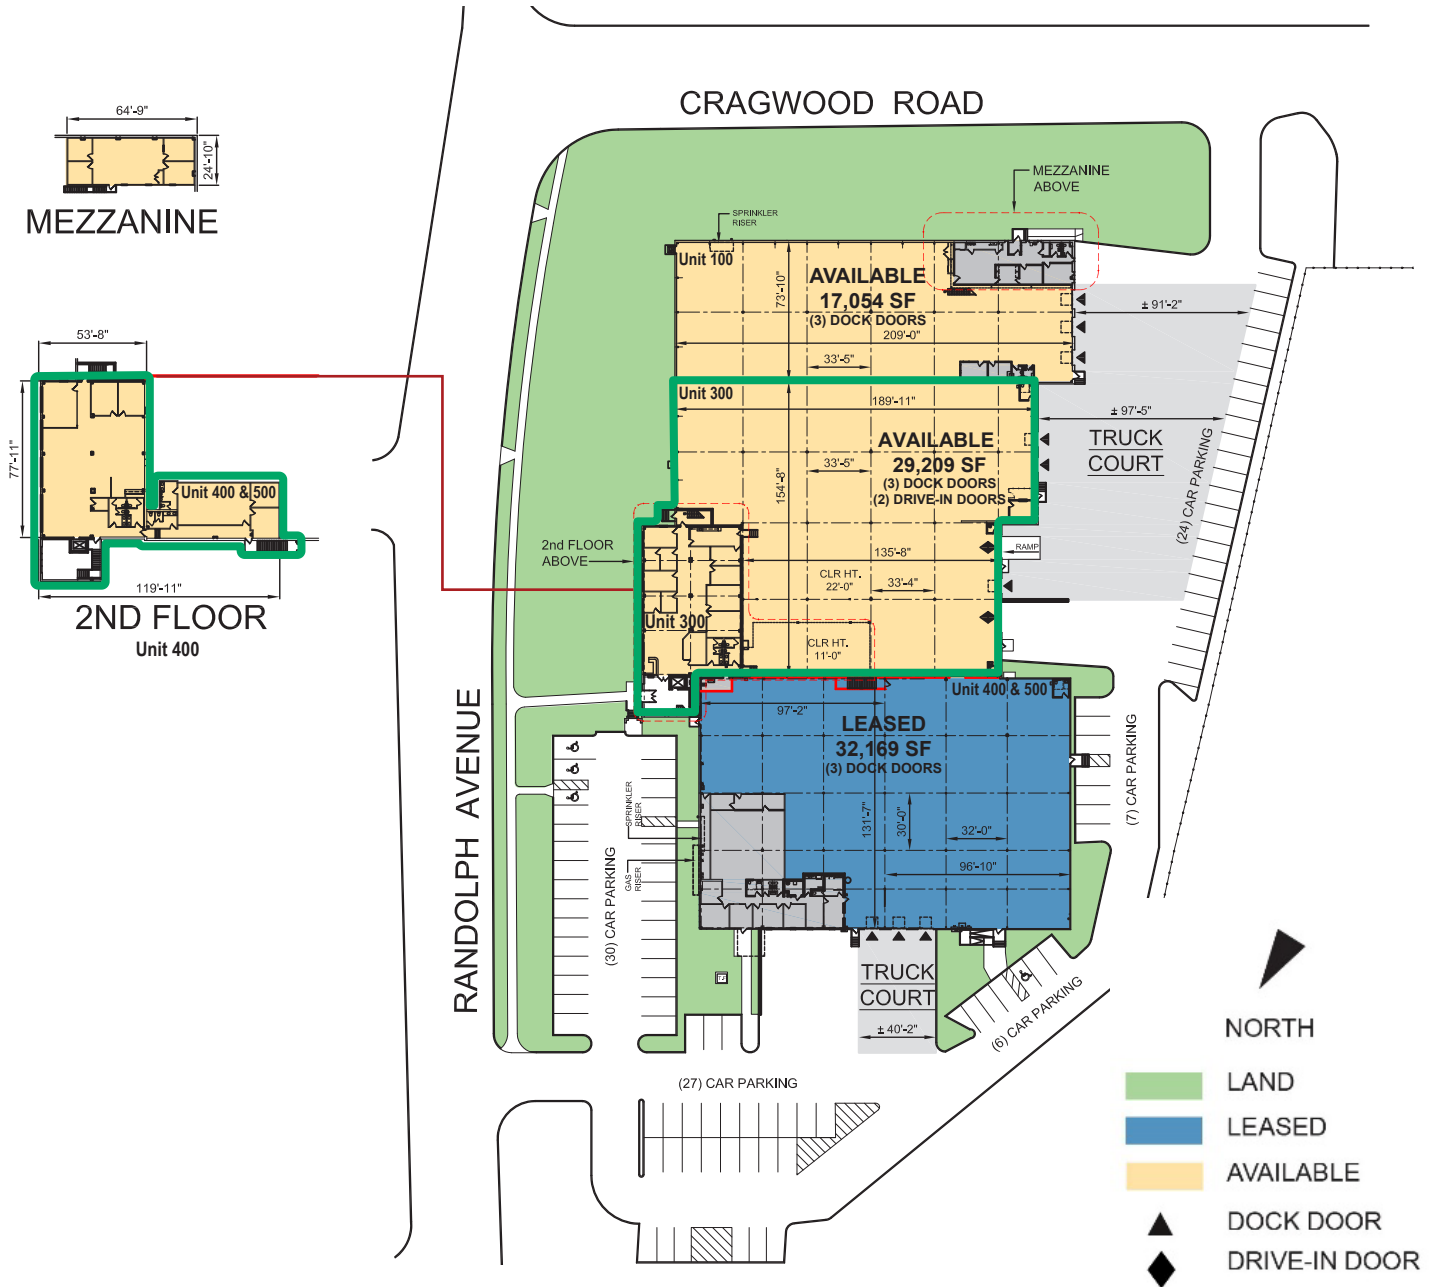 CRAGWOOD ROAD
64'-9"
24'-10"
MEZZANINE
MEZZANINE
ABOVE
SPRINKLER
RISER
Unit 100
AVAILABLE
17,054 SF
(3) DOCK DOORS
73'-10"
209'-0"
33'-5"
± 91'-2"
53'-8"
77'-11"
Unit 400 & 500
119'-11"
2ND FLOOR
Unit 400
Unit 300
189'-11"
AVAILABLE
29,209 SF
(3) DOCK DOORS
(2) DRIVE-IN DOORS
33'-5"
154'-8"
± 97'-5"
TRUCK
COURT
(24) CAR PARKING
2nd FLOOR
ABOVE
135'-8"
RAMP
CLR HT.
22'-0"
33'-4"
Unit 300
CLR HT.
11'-0"
Unit 400 & 500
97'-2"
LEASED
32,169 SF
(3) DOCK DOORS
131'-7"
30'-0"
32'-0"
96'-10"
(7) CAR PARKING
RANDOLPH AVENUE
SPRINKLER
RISER
GAS
RISER
(30) CAR PARKING
TRUCK
COURT
± 40'-2"
(6) CAR PARKING
(27) CAR PARKING
NORTH
LAND
LEASED
AVAILABLE
DOCK DOOR
DRIVE-IN DOOR